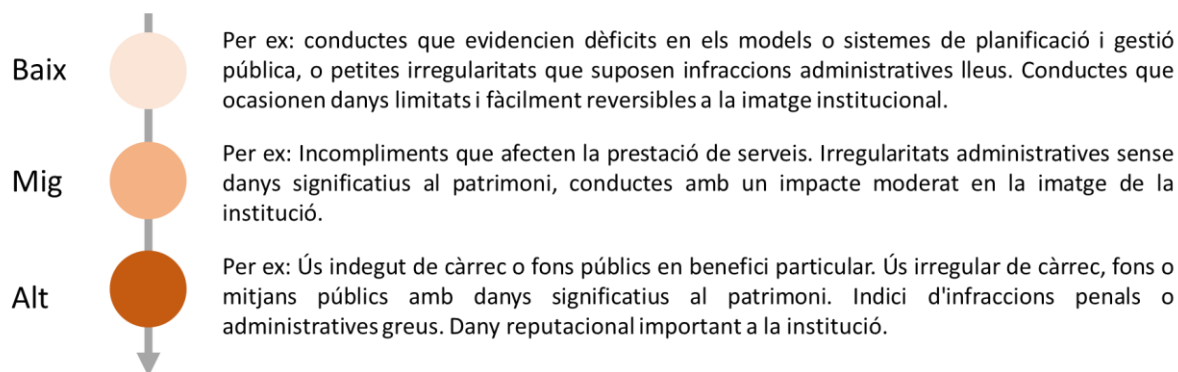 Baix
Per ex: conductes que evidencien dèficits en els models o sistemes de planificació i gestió
pública, o petites irregularitats que suposen infraccions administratives lleus. Conductes que
ocasionen danys limitats i fàcilment reversibles a la imatge institucional.
Mig
Per ex: Incompliments que afecten la prestació de serveis. Irregularitats administratives sense
danys significatius al patrimoni, conductes amb un impacte moderat en la imatge de la
institució.
Alt
Per ex: Ús indegut de càrrec o fons públics en benefici particular. Ús irregular de càrrec, fons o
mitjans públics amb danys significatius al patrimoni. Indici d'infraccions penals o
administratives greus. Dany reputacional important a la institució.